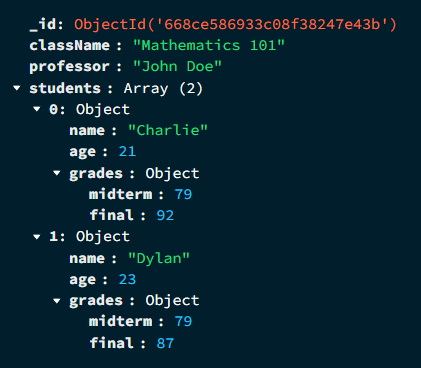 _id: ObjectId('668ce586933c08f38247e43b')
className : "Mathematics 101"
professor : "John Doe"
students : Array (2)
0: Object
name : "Charlie"
age : 21
grades : Object
midterm : 79
final : 92
1: Object
name : "Dylan"
age : 23
grades : Object
midterm : 79
final : 87